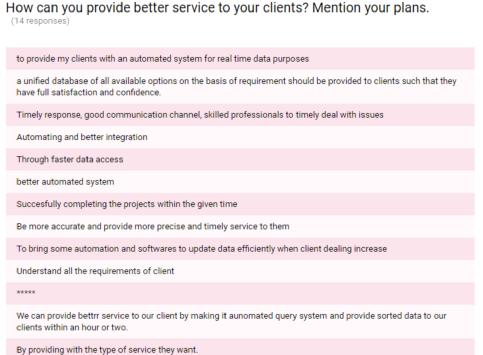 How can you provide better service to your clients? Mention your plans.
(14 responses)
to provide my clients with an automated system for real time data purposes
a unified database of all available options on the basis of requirement should be provided to clients such that they
have full satisfaction and confidence.
Timely response, good communication channel, skilled professionals to timely deal with issues
Automating and better integration
Through faster data access
better automated system
Succesfully completing the projects within the given time
Be more accurate and provide more precise and timely service to them
To bring some automation and softwares to update data efficiently when client dealing increase
Understand all the requirements of client
*****
We can provide bettrr service to our client by making it aunomated query system and provide sorted data to our
clients within an hour or two.
By providing with the type of service they want.